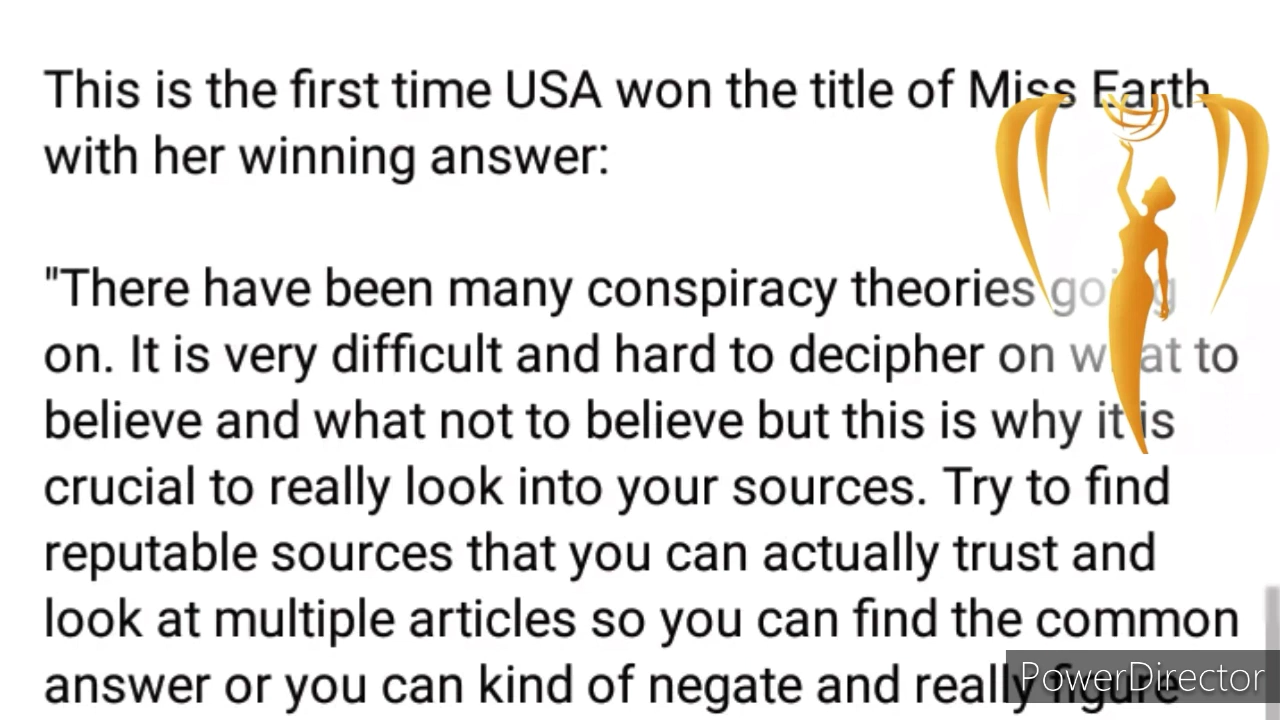 This is the first time USA won the title of Miss Earth
with her winning answer:
"There have been many conspiracy theories going
on. It is very difficult and hard to decipher on what to
believe and what not to believe but this is why it is
crucial to really look into your sources. Try to find
reputable sources that you can actually trust and
look at multiple articles so you can find the common
answer or you can kind of negate and really figure
PowerDirector